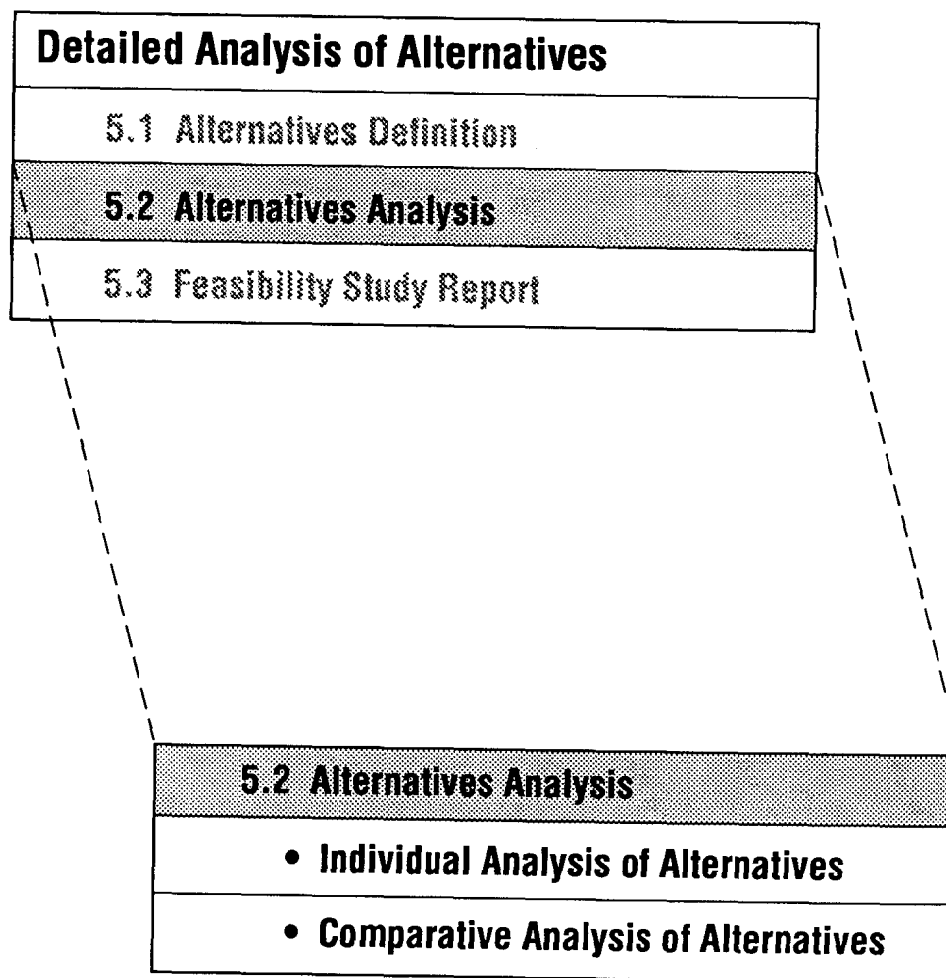 Detailed Analysis of Alternatives
5.1 Alternatives Definition
5.2 Alternatives Analysis
5.3 Feasibility Study Report
5.2 Alternatives Analysis
• Individual Analysis of Alternatives
• Comparative Analysis of Alternatives